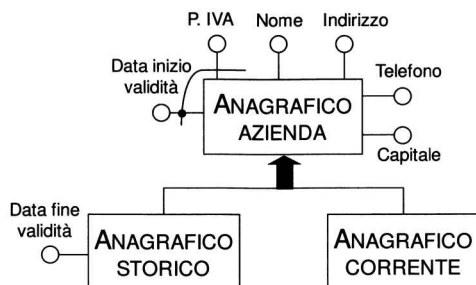 P. IVA
Nome
Indirizzo
Data inizio
validità
Telefono
ANAGRAFICO
AZIENDA
Capitale
Data fine
validità
ANAGRAFICO
STORICO
ANAGRAFICO
CORRENTE